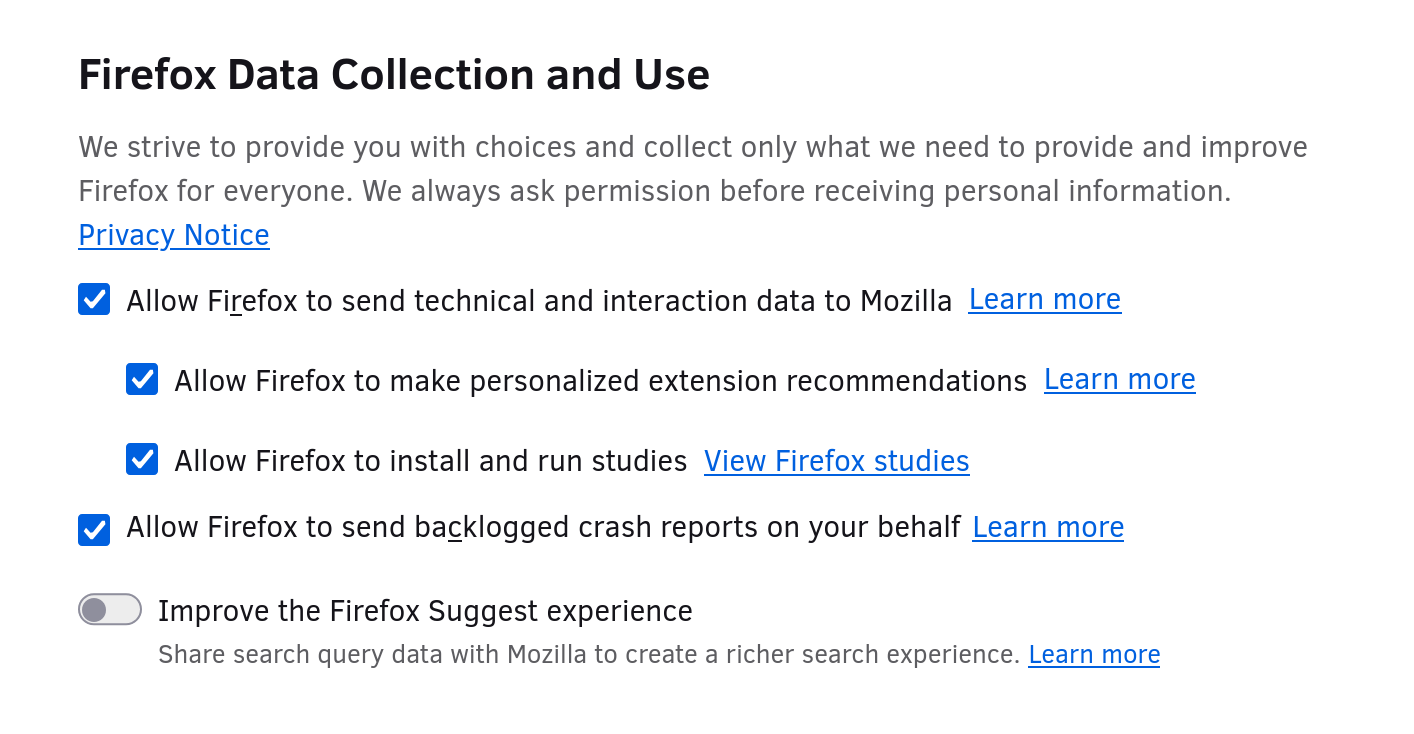 Firefox Data Collection and Use
We strive to provide you with choices and collect only what we need to provide and improve
Firefox for everyone. We always ask permission before receiving personal information.
Privacy Notice
Allow Firefox to send technical and interaction data to Mozilla Learn more
Allow Firefox to make personalized extension recommendations Learn more
Allow Firefox to install and run studies View Firefox studies
Allow Firefox to send backlogged crash reports on your behalf Learn more
Improve the Firefox Suggest experience
Share search query data with Mozilla to create a richer search experience. Learn more